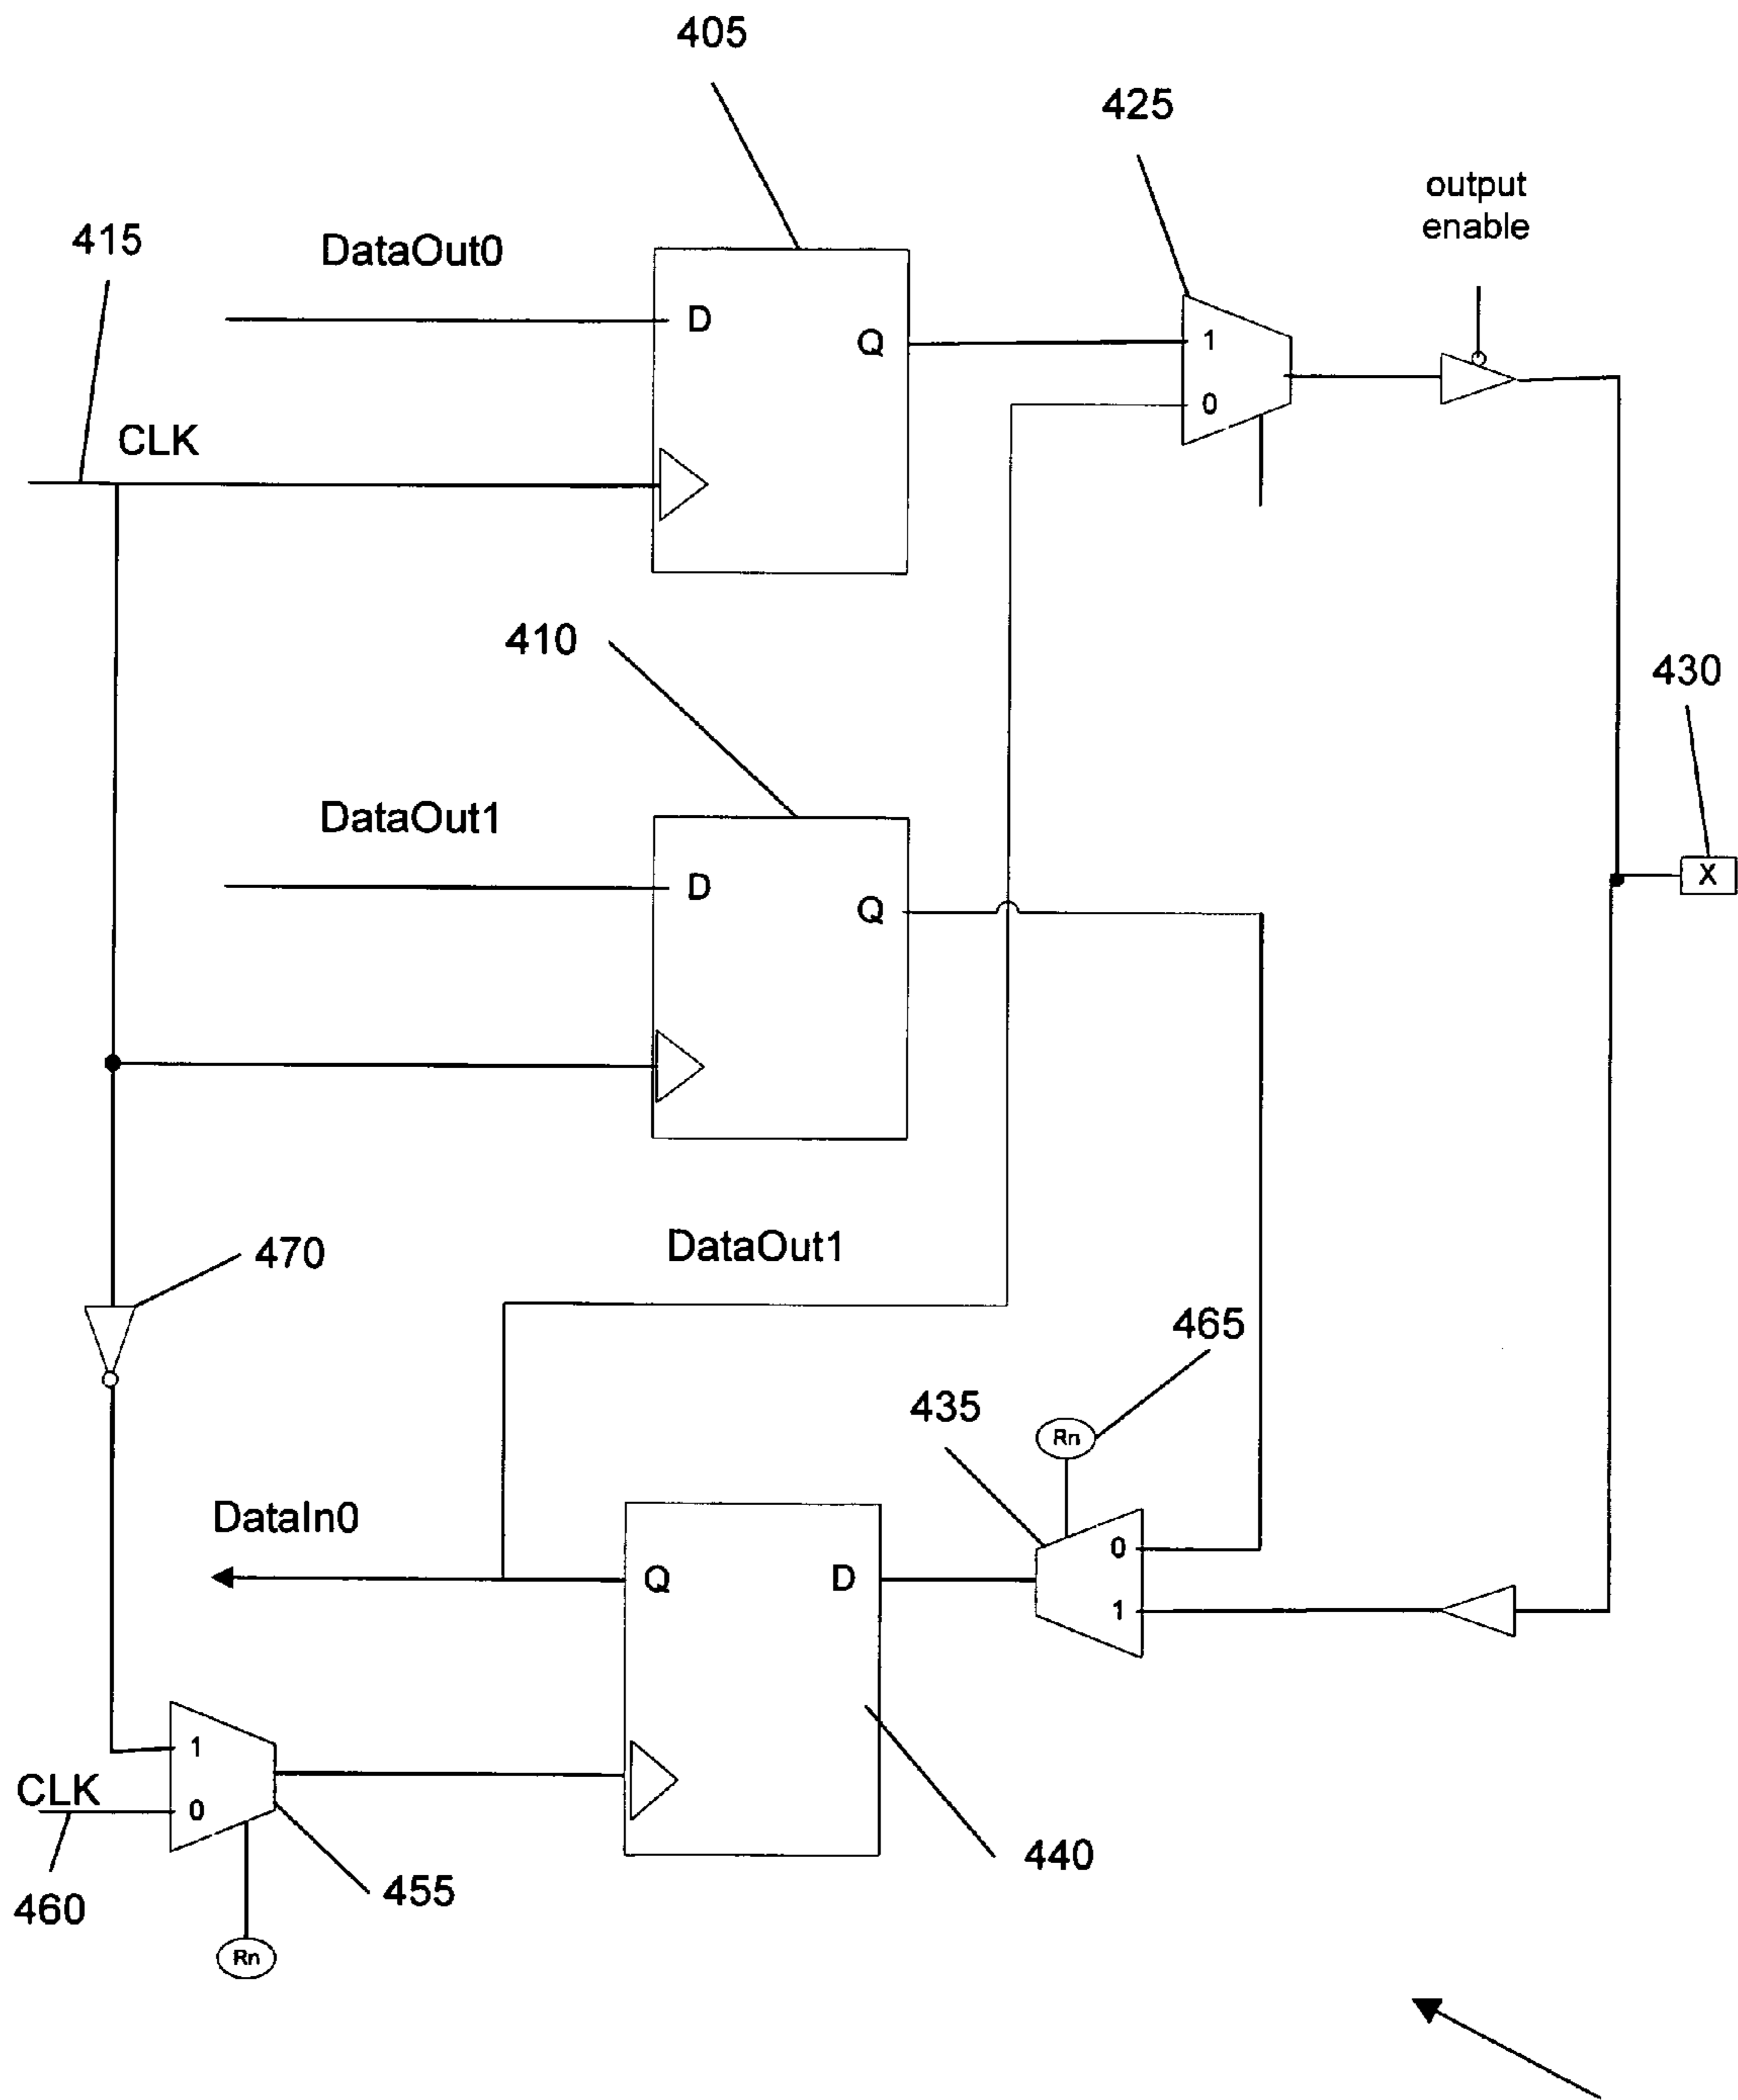 405
425
output
enable
415
DataOut0
D
Q
1
0
CLK
410
430
DataOut1
D
Q
X
470
DataOut1
465
435
Rn
DataIn0
Q
D
0
1
1
0
CLK
440
455
460
Rn